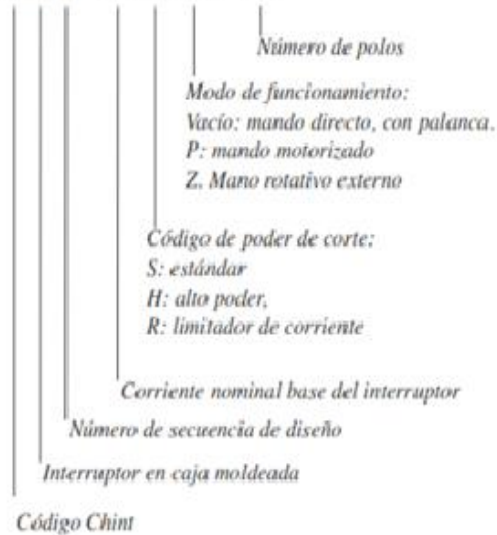 Número de polos
Modo de funcionamiento:
Vacío: mando directo, con palanca.
P: mando motorizado
Z. Mano rotativo externo
Código de poder de corte:
S: estándar
H: alto poder,
R: limitador de corriente
Corriente nominal base del interruptor
Número de secuencia de diseño
Interruptor en caja moldeada
Código Chint